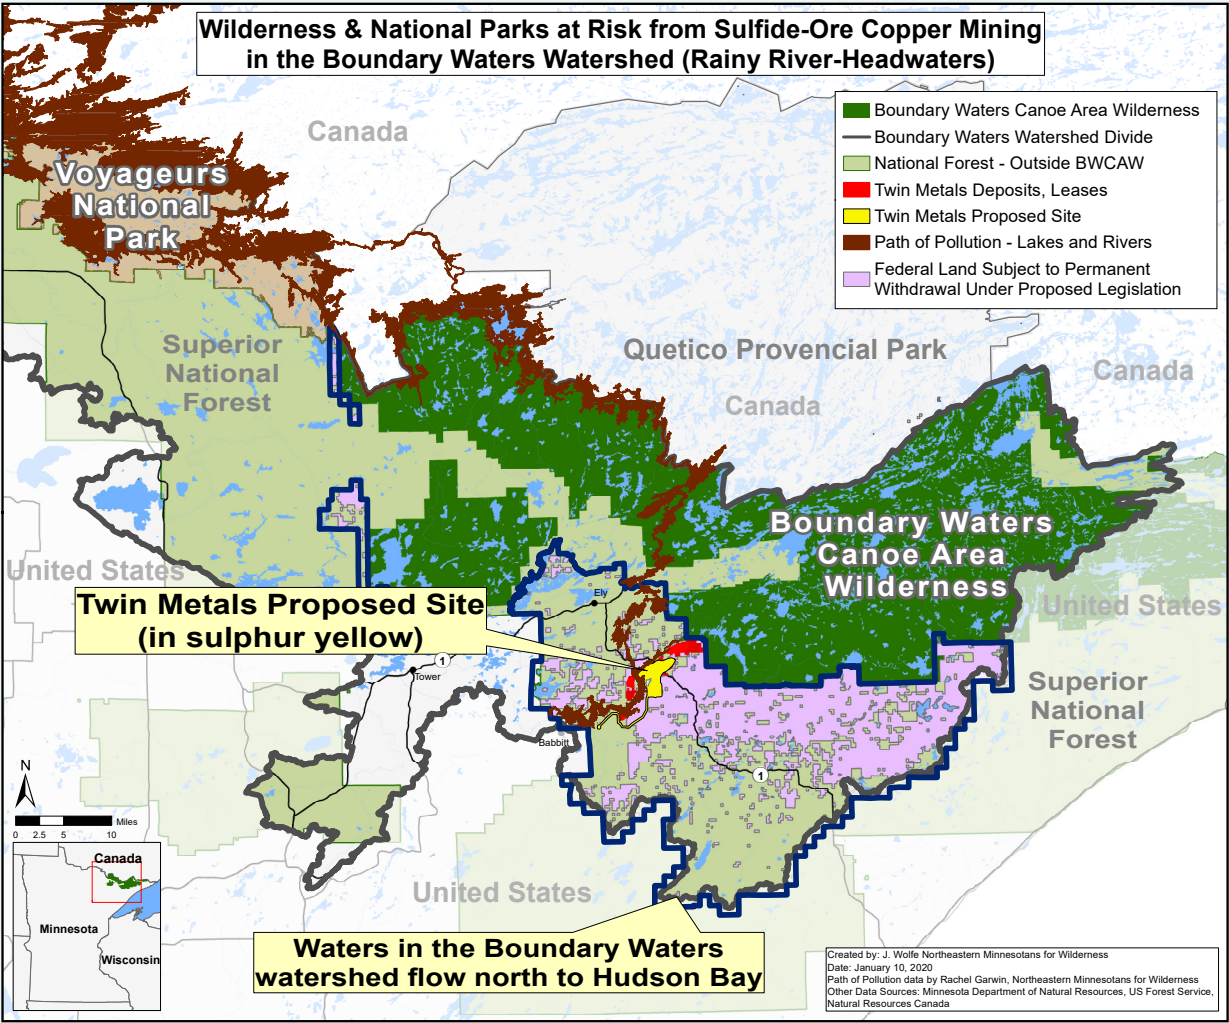 Wilderness & National Parks at Risk from Sulfide-Ore Copper Mining
in the Boundary Waters Watershed (Rainy River-Headwaters)
Boundary Waters Canoe Area Wilderness
Boundary Waters Watershed Divide
National Forest - Outside BWCAW
Twin Metals Deposits, Leases
Twin Metals Proposed Site
Path of Pollution - Lakes and Rivers
Federal Land Subject to Permanent
Withdrawal Under Proposed Legislation
Canada
Voyageurs
National
Park
Superior
National
Forest
Quetico Provencial Park
Canada
Canada
Boundary Waters
Canoe Area
Wilderness
United States
United States
Twin Metals Proposed Site
(in sulphur yellow)
Ely
1
Tower
Babbitt
1
Superior
National
Forest
N
0 2.5 5 10 Miles
Canada
Minnesota
Wisconsin
United States
Waters in the Boundary Waters
watershed flow north to Hudson Bay
Created by: J. Wolfe Northeastern Minnesotans for Wilderness
Date: January 10, 2020
Path of Pollution data by Rachel Garwin, Northeastern Minnesotans for Wilderness
Other Data Sources: Minnesota Department of Natural Resources, US Forest Service,
Natural Resources Canada